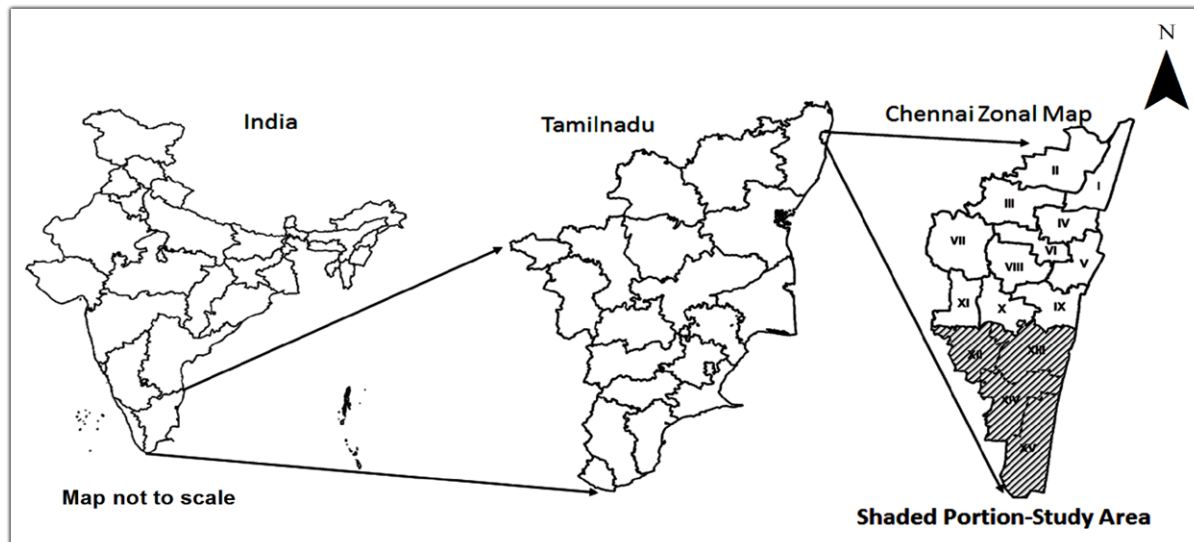 N
India
Tamilnadu
Chennai Zonal Map
II
I
III
IV
VII
VI
VIII
V
XI
X
IX
XII
XIII
XIV
XV
Map not to scale
Shaded Portion-Study Area